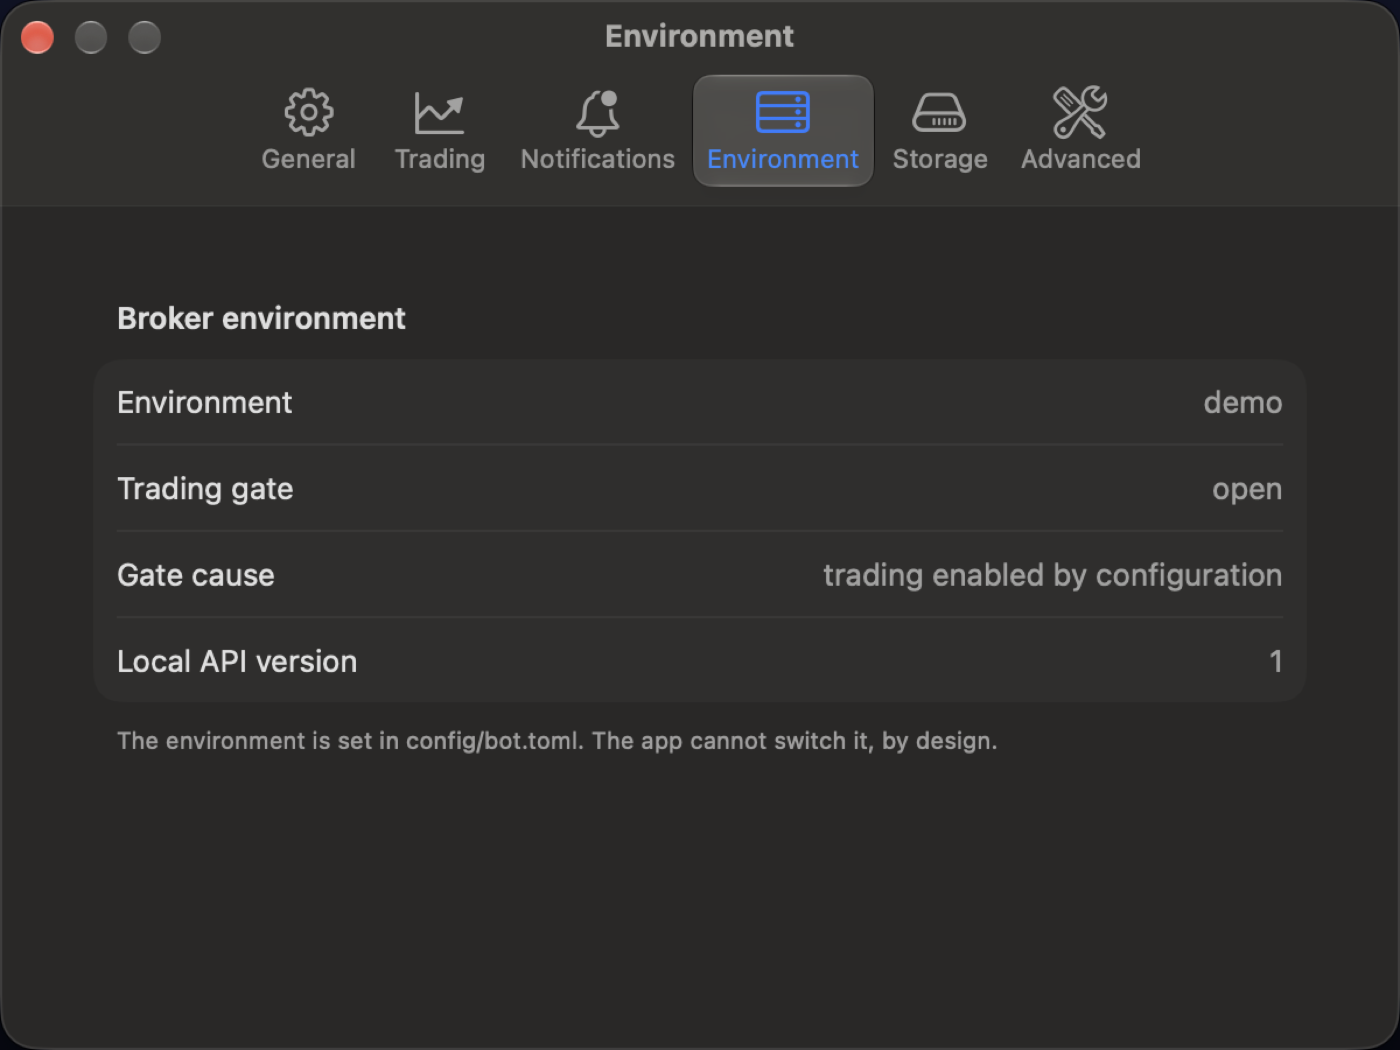 Environment
General
Trading
Notifications
Environment
Storage
Advanced
Broker environment
Environment
demo
Trading gate
open
Gate cause
trading enabled by configuration
Local API version
1
The environment is set in config/bot.toml. The app cannot switch it, by design.